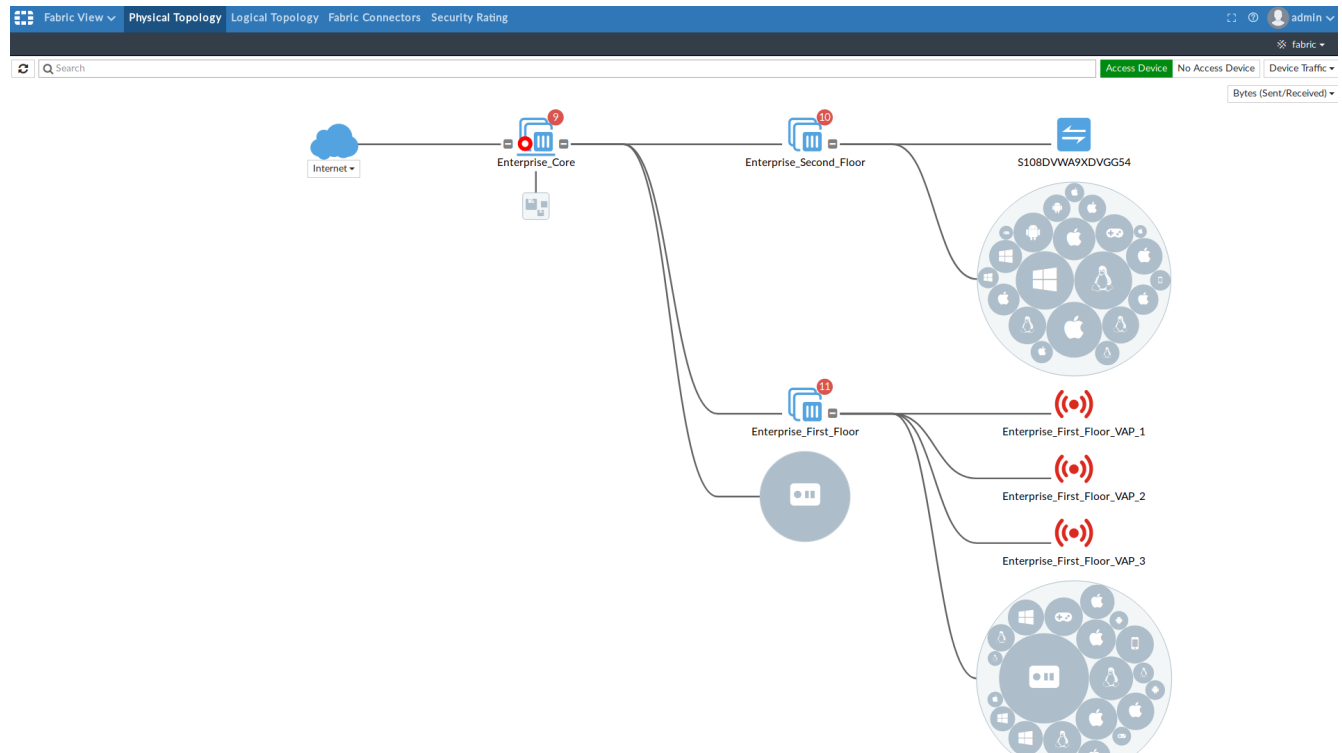 Fabric View Physical Topology Logical Topology Fabric Connectors Security Rating admin
fabric
Search Access Device No Access Device Device Traffic
Bytes (Sent/Received)
9
10
Internet
Enterprise_Core
Enterprise_Second_Floor
S108DVWA9XDVGG54
11
Enterprise_First_Floor
Enterprise_First_Floor_VAP_1
Enterprise_First_Floor_VAP_2
Enterprise_First_Floor_VAP_3